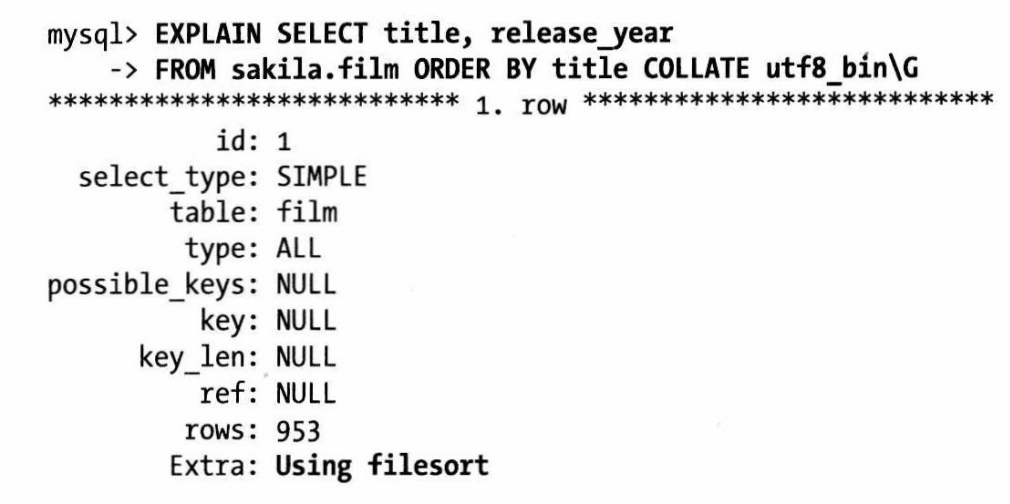 mysql> EXPLAIN SELECT title, release_year
-> FROM sakila.film ORDER BY title COLLATE utf8_bin\G
*************************** 1. row ***************************
id: 1
select_type: SIMPLE
table: film
type: ALL
possible_keys: NULL
key: NULL
key_len: NULL
ref: NULL
rows: 953
Extra: Using filesort